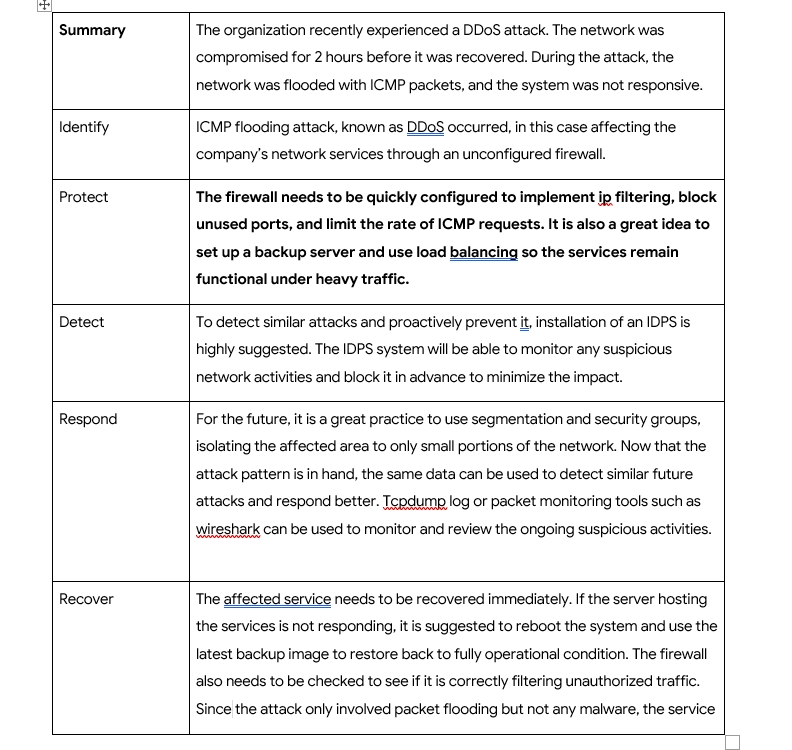 Summary
The organization recently experienced a DDoS attack. The network was
compromised for 2 hours before it was recovered. During the attack, the
network was flooded with ICMP packets, and the system was not responsive.
Identify
ICMP flooding attack, known as DDoS occurred, in this case affecting the
company's network services through an unconfigured firewall.
Protect
The firewall needs to be quickly configured to implement ip filtering, block
unused ports, and limit the rate of ICMP requests. It is also a great idea to
set up a backup server and use load balancing so the services remain
functional under heavy traffic.
Detect
To detect similar attacks and proactively prevent it, installation of an IDPS is
highly suggested. The IDPS system will be able to monitor any suspicious
network activities and block it in advance to minimize the impact.
Respond
For the future, it is a great practice to use segmentation and security groups,
isolating the affected area to only small portions of the network. Now that the
attack pattern is in hand, the same data can be used to detect similar future
attacks and respond better. Tcpdump log or packet monitoring tools such as
wireshark can be used to monitor and review the ongoing suspicious activities.
Recover
The affected service needs to be recovered immediately. If the server hosting
the services is not responding, it is suggested to reboot the system and use the
latest backup image to restore back to fully operational condition. The firewall
also needs to be checked to see if it is correctly filtering unauthorized traffic.
Since the attack only involved packet flooding but not any malware, the service